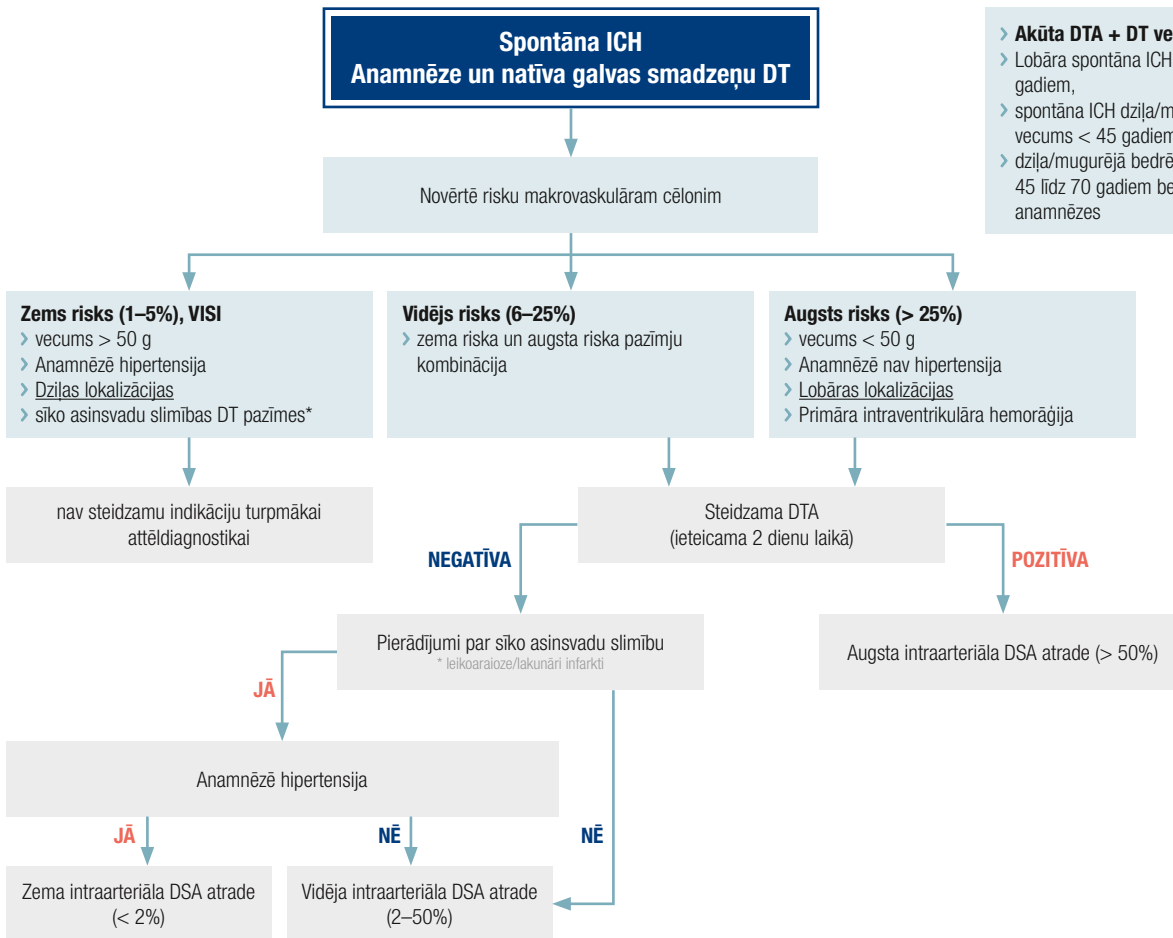 Spontāna ICH
Anamnēze un natīva galvas smadzeņu DT
› Akūta DTA + DT
› Lobāra spontāna ICH
gadiem,
› spontāna ICH
vecums < 45 gadiem
› dziļa/mugurējā
45 līdz 70 gadiem
anamnēzes
Novērtē risku makrovaskulāram cēlonim
Zems risks (1–5%), VISI
› vecums > 50 g
› Anamnēzē hipertensija
› Dziļas lokalizācijas
› sīko asinsvadu slimības DT pazīmes*
Vidējs risks (6–25%)
› zema riska un augsta riska pazīmju
kombinācija
Augsts risks (> 25%)
› vecums < 50 g
› Anamnēzē nav hipertensija
› Lobāras lokalizācijas
› Primāra intraventrikulāra hemorāģija
nav steidzamu indikāciju turpmākai
attēldiagnostikai
Steidzama DTA
(ieteicama 2 dienu laikā)
NEGATĪVA
POZITĪVA
Pierādījumi par sīko asinsvadu slimību
* leikoaraioze/lakunāri infarkti
Augsta intraarteriāla DSA atrade (> 50%)
JĀ
Anamnēzē hipertensija
JĀ
NĒ
NĒ
Zema intraarteriāla DSA atrade
(< 2%)
Vidēja intraarteriāla DSA atrade
(2–50%)